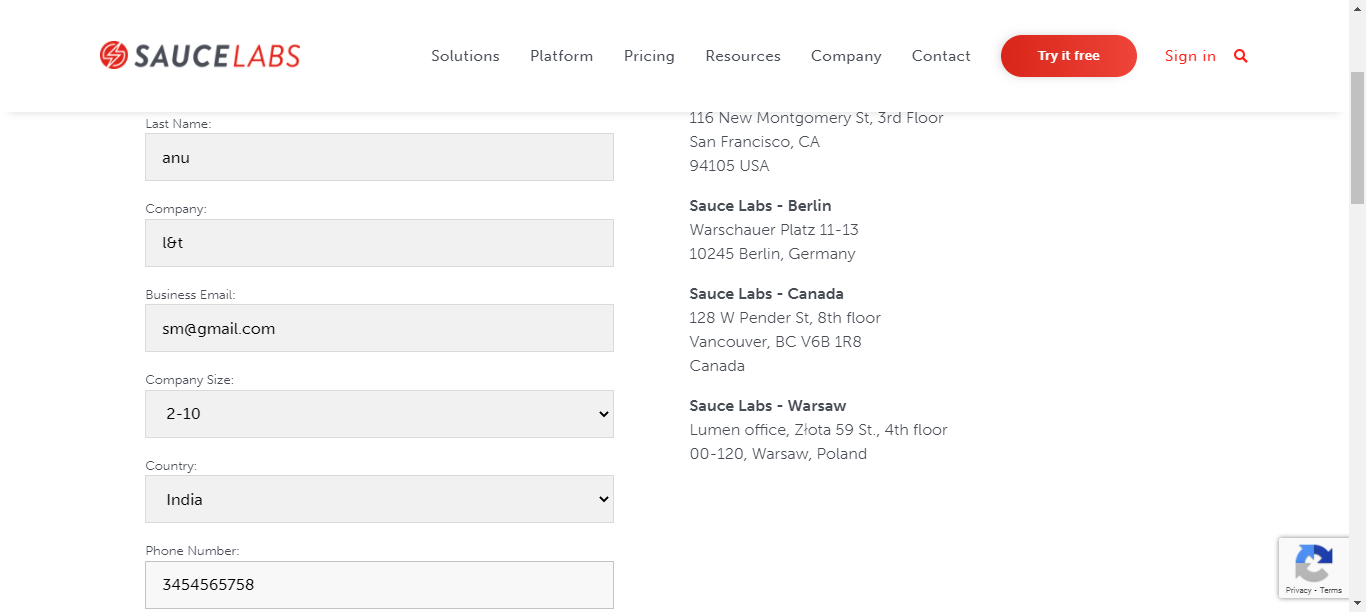 SAUCELABS
Solutions
Platform
Pricing
Resources
Company
Contact
Try it free
Sign in
Last Name:
anu
Company:
l&t
Business Email:
sm@gmail.com
Company Size:
2-10
Country:
India
Phone Number:
3454565758
116 New Montgomery St, 3rd Floor
San Francisco, CA
94105 USA
Sauce Labs - Berlin
Warschauer Platz 11-13
10245 Berlin, Germany
Sauce Labs - Canada
128 W Pender St, 8th floor
Vancouver, BC V6B 1R8
Canada
Sauce Labs - Warsaw
Lumen office, Złota 59 St., 4th floor
00-120, Warsaw, Poland
Privacy - Terms